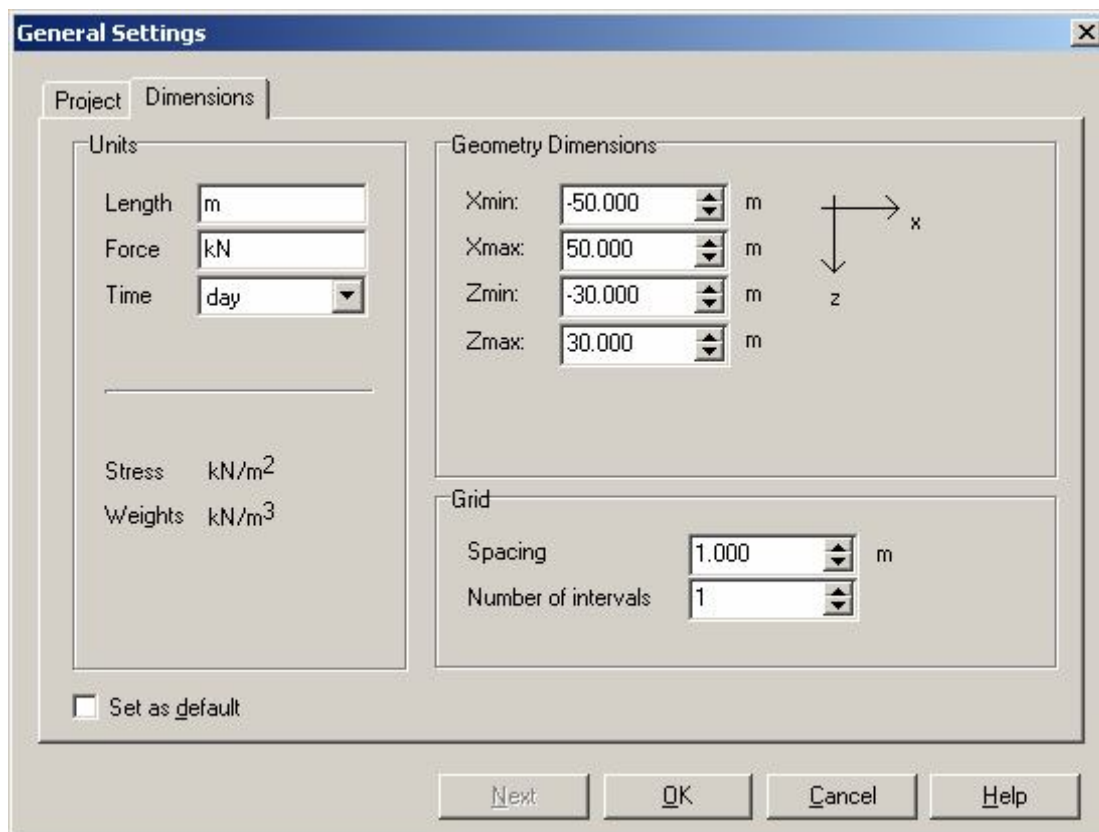 General Settings
Project
Dimensions
Units
Length m
Force kN
Time day
Stress kN/m2
Weights kN/m3
Geometry Dimensions
Xmin: -50.000 m
Xmax: 50.000 m
Zmin: -30.000 m
Zmax: 30.000 m
x
z
Grid
Spacing 1.000 m
Number of intervals 1
Set as default
Next
OK
Cancel
Help